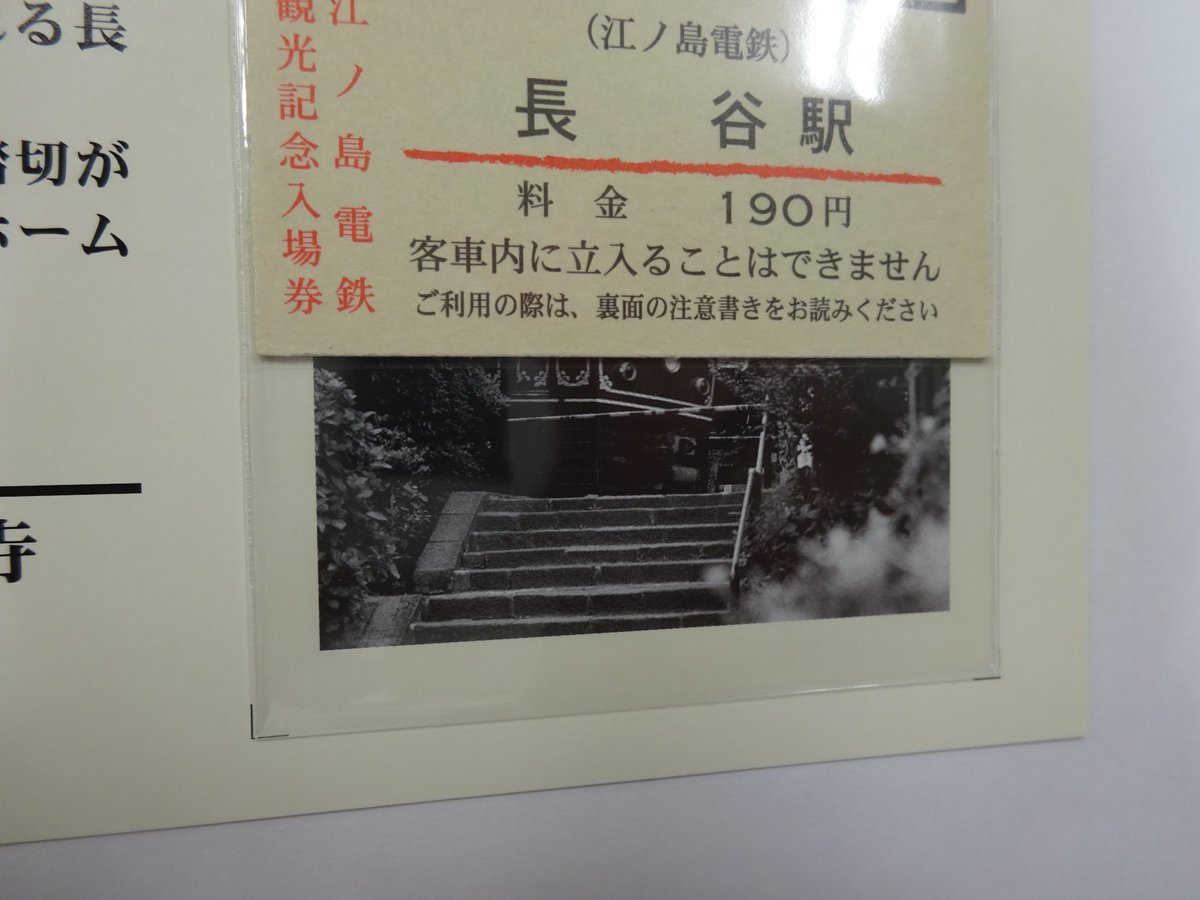 る長
切が
ホーム
寺
江ノ島電鉄
観光記念入場券
(江ノ島電鉄)
長 谷 駅
料 金 190円
客車内に立入ることはできません
ご利用の際は、裏面の注意書きをお読みください